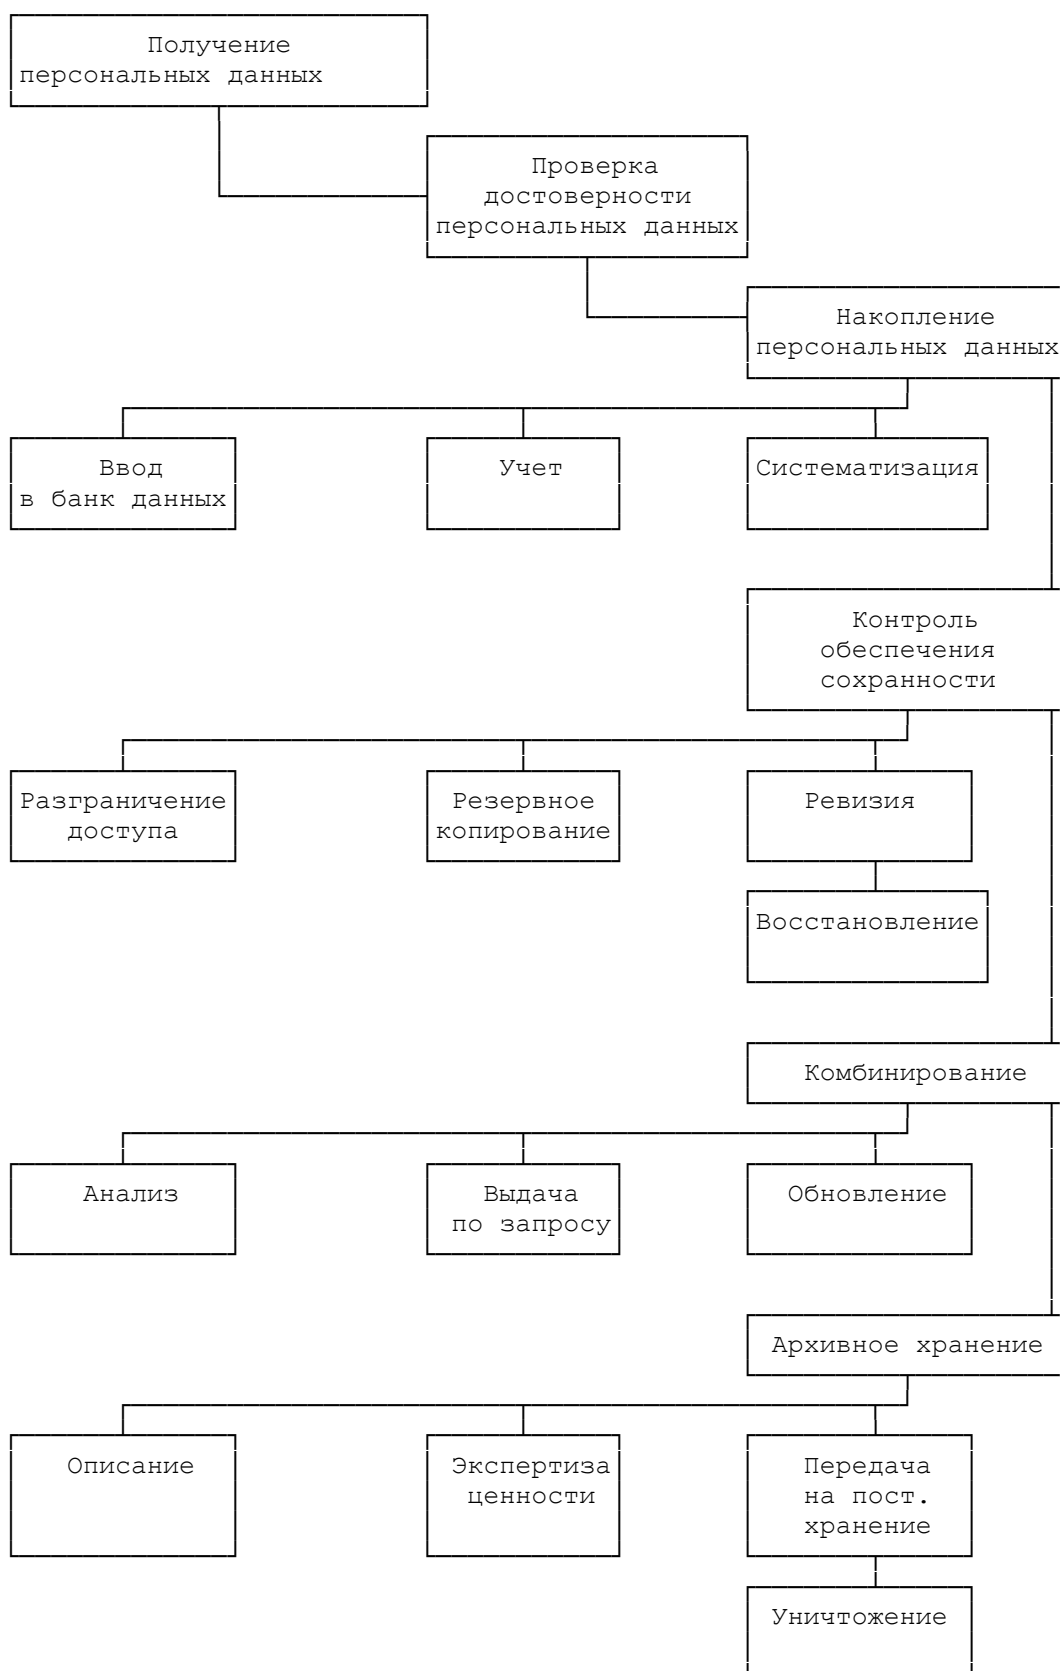 Получение
персональных данных
Проверка
достоверности
персональных данных
Накопление
персональных данных
Ввод
в банк данных
Учет
Систематизация
Контроль
обеспечения
сохранности
Разграничение
доступа
Резервное
копирование
Ревизия
Восстановление
Комбинирование
Анализ
Выдача
по запросу
Обновление
Архивное хранение
Описание
Экспертиза
ценности
Передача
на пост.
хранение
Уничтожение